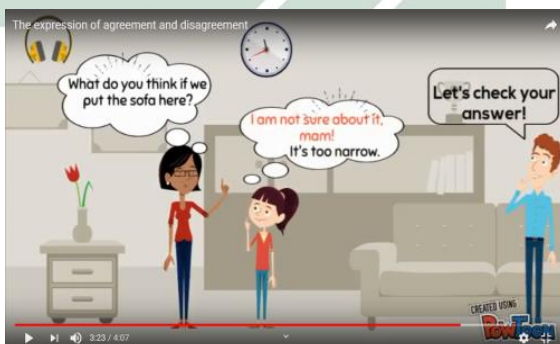 The expression of agreement and disagreement
What do you think if we
put the sofa here?
I am not sure about it,
mam!
It's too narrow.
Let's check your
answer!
CREATED USING
POWTOON
3:23 / 4:07